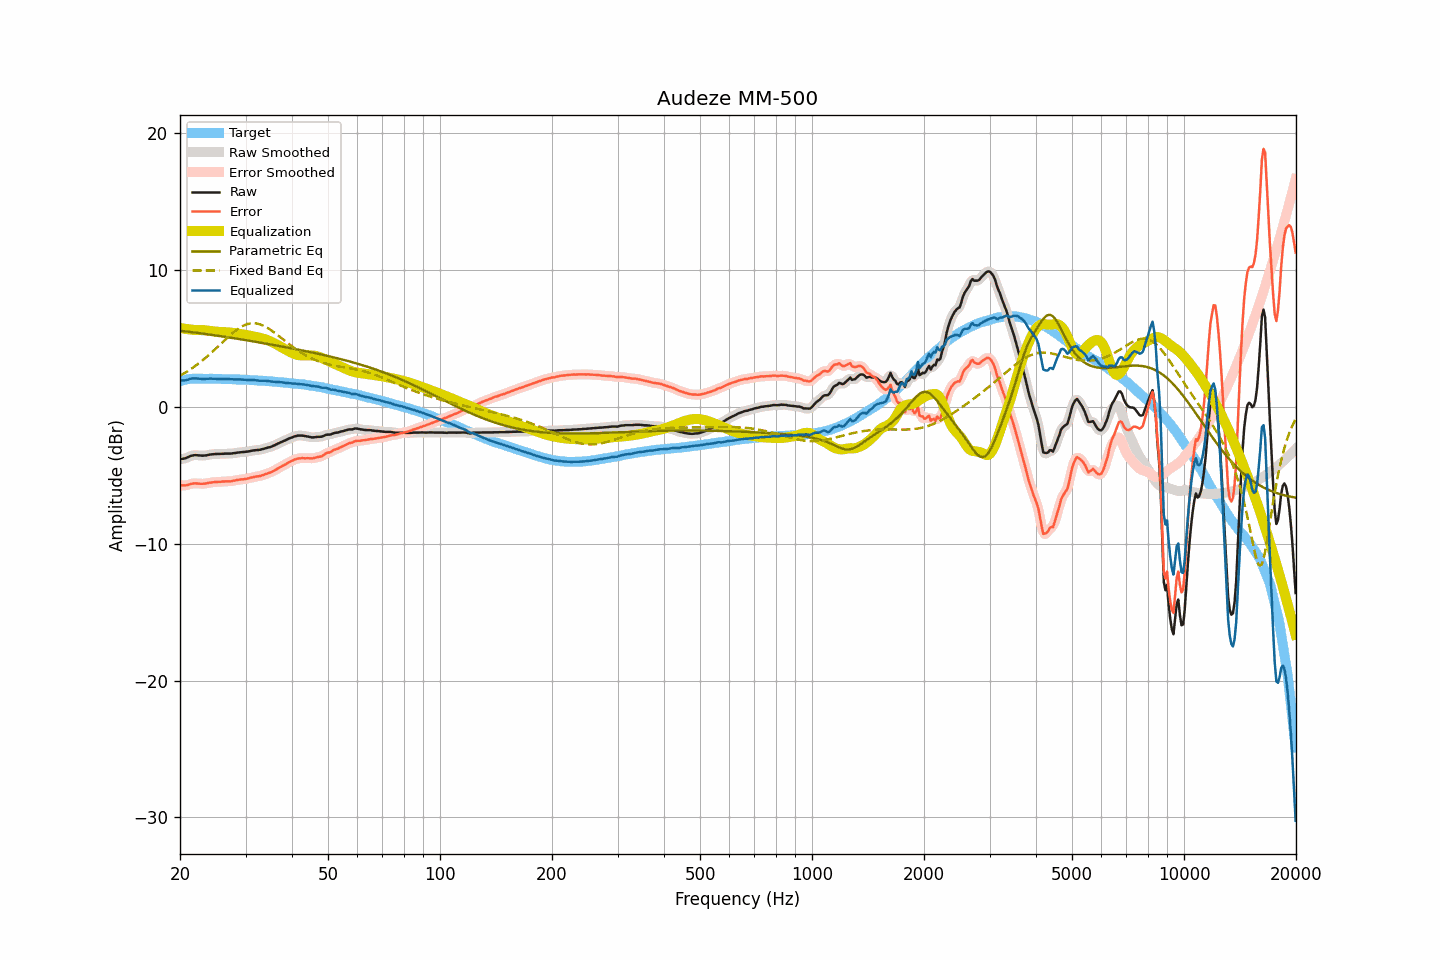 Audeze MM-500
Target
Raw Smoothed
Error Smoothed
Raw
Error
Equalization
Parametric Eq
Fixed Band Eq
Equalized
20
10
0
−10
−20
−30
Amplitude (dBr)
20 50 100 200 500 1000 2000 5000 10000 20000
Frequency (Hz)